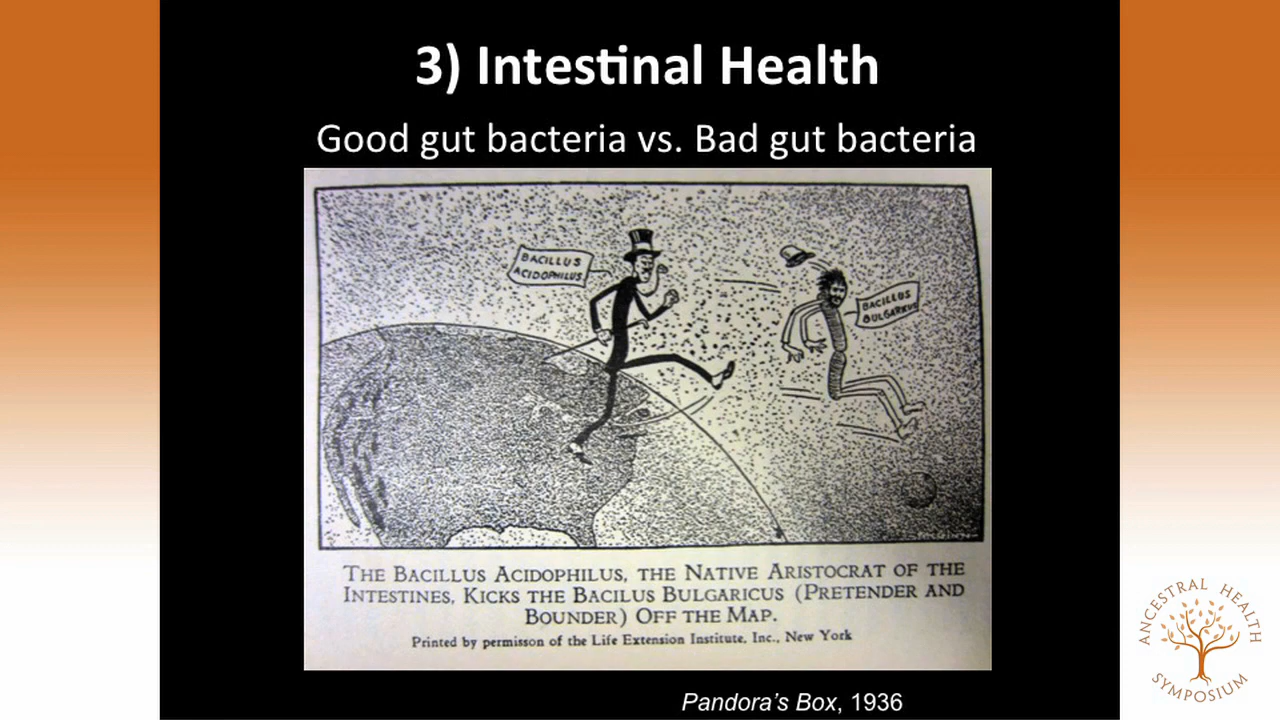 3) Intestinal Health
Good gut bacteria vs. Bad gut bacteria
BACILLUS
ACIDOPHILUS
BACILLUS
BULGARICUS
THE BACILLUS ACIDOPHILUS, THE NATIVE ARISTOCRAT OF THE
INTESTINES, KICKS THE BACILUS BULGARICUS (PRETENDER AND
BOUNDER) OFF THE MAP.
Printed by permisson of the Life Extension Institute, Inc., New York
Pandora's Box, 1936
ANCESTRAL HEALTH
SYMPOSIUM